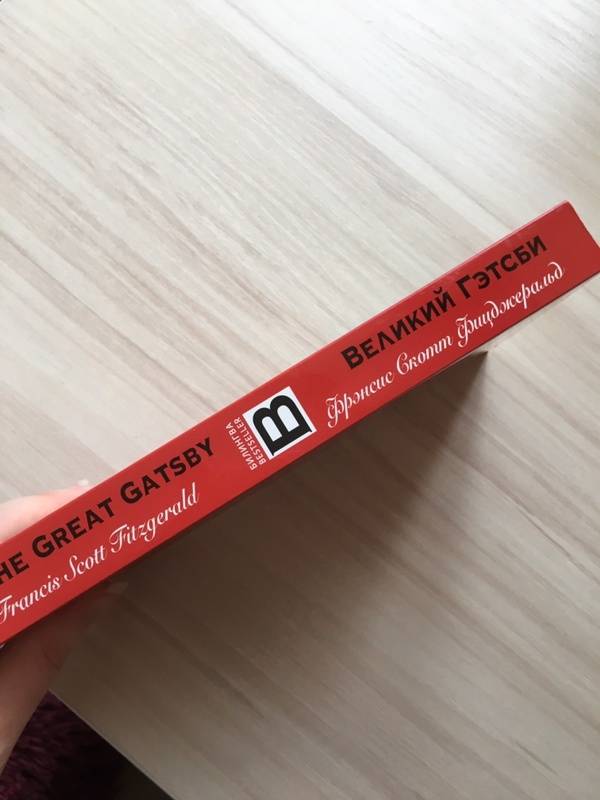 HE GREAT GATSBY
Francis Scott Fitzgerald
БИЛИНГВА
BESTSELLER
В
ВЕЛИКИЙ ГЭТСБИ
Фрэнсис Скотт Фицджеральд